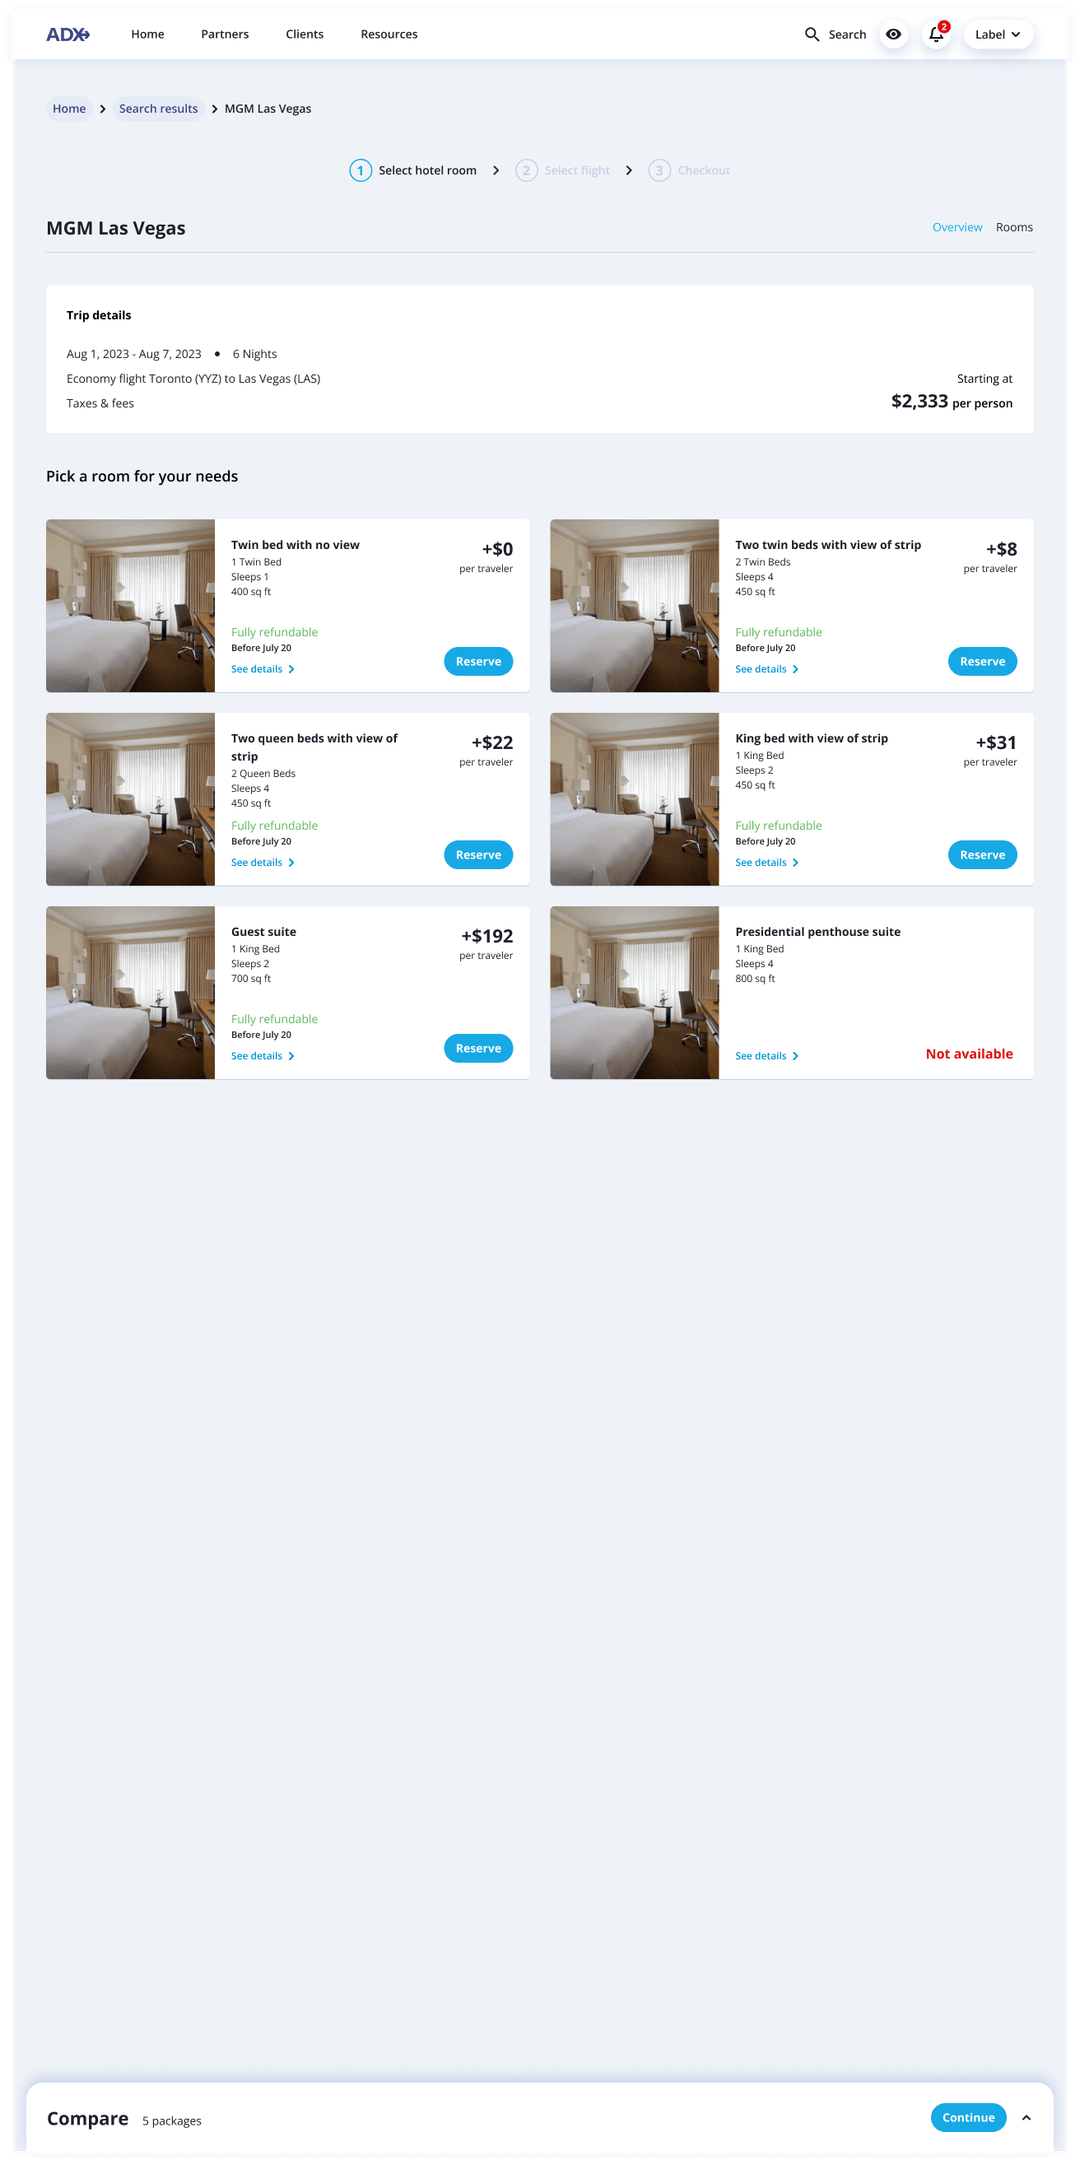 ADX
Home
Partners
Clients
Resources
Search
2
Label
Home
Search results
MGM Las Vegas
1
Select hotel room
2
Select flight
3
Checkout
MGM Las Vegas
Overview
Rooms
Trip details
Aug 1, 2023 - Aug 7, 2023 • 6 Nights
Economy flight Toronto (YYZ) to Las Vegas (LAS)
Taxes & fees
Starting at
$2,333 per person
Pick a room for your needs
Twin bed with no view
1 Twin Bed
Sleeps 1
400 sq ft
+$0
per traveler
Fully refundable
Before July 20
See details
Reserve
Two twin beds with view of strip
2 Twin Beds
Sleeps 4
450 sq ft
+$8
per traveler
Fully refundable
Before July 20
See details
Reserve
Two queen beds with view of
strip
2 Queen Beds
Sleeps 4
450 sq ft
+$22
per traveler
Fully refundable
Before July 20
See details
Reserve
King bed with view of strip
1 King Bed
Sleeps 2
450 sq ft
+$31
per traveler
Fully refundable
Before July 20
See details
Reserve
Guest suite
1 King Bed
Sleeps 2
700 sq ft
+$192
per traveler
Fully refundable
Before July 20
See details
Reserve
Presidential penthouse suite
1 King Bed
Sleeps 4
800 sq ft
See details
Not available
Compare
5 packages
Continue